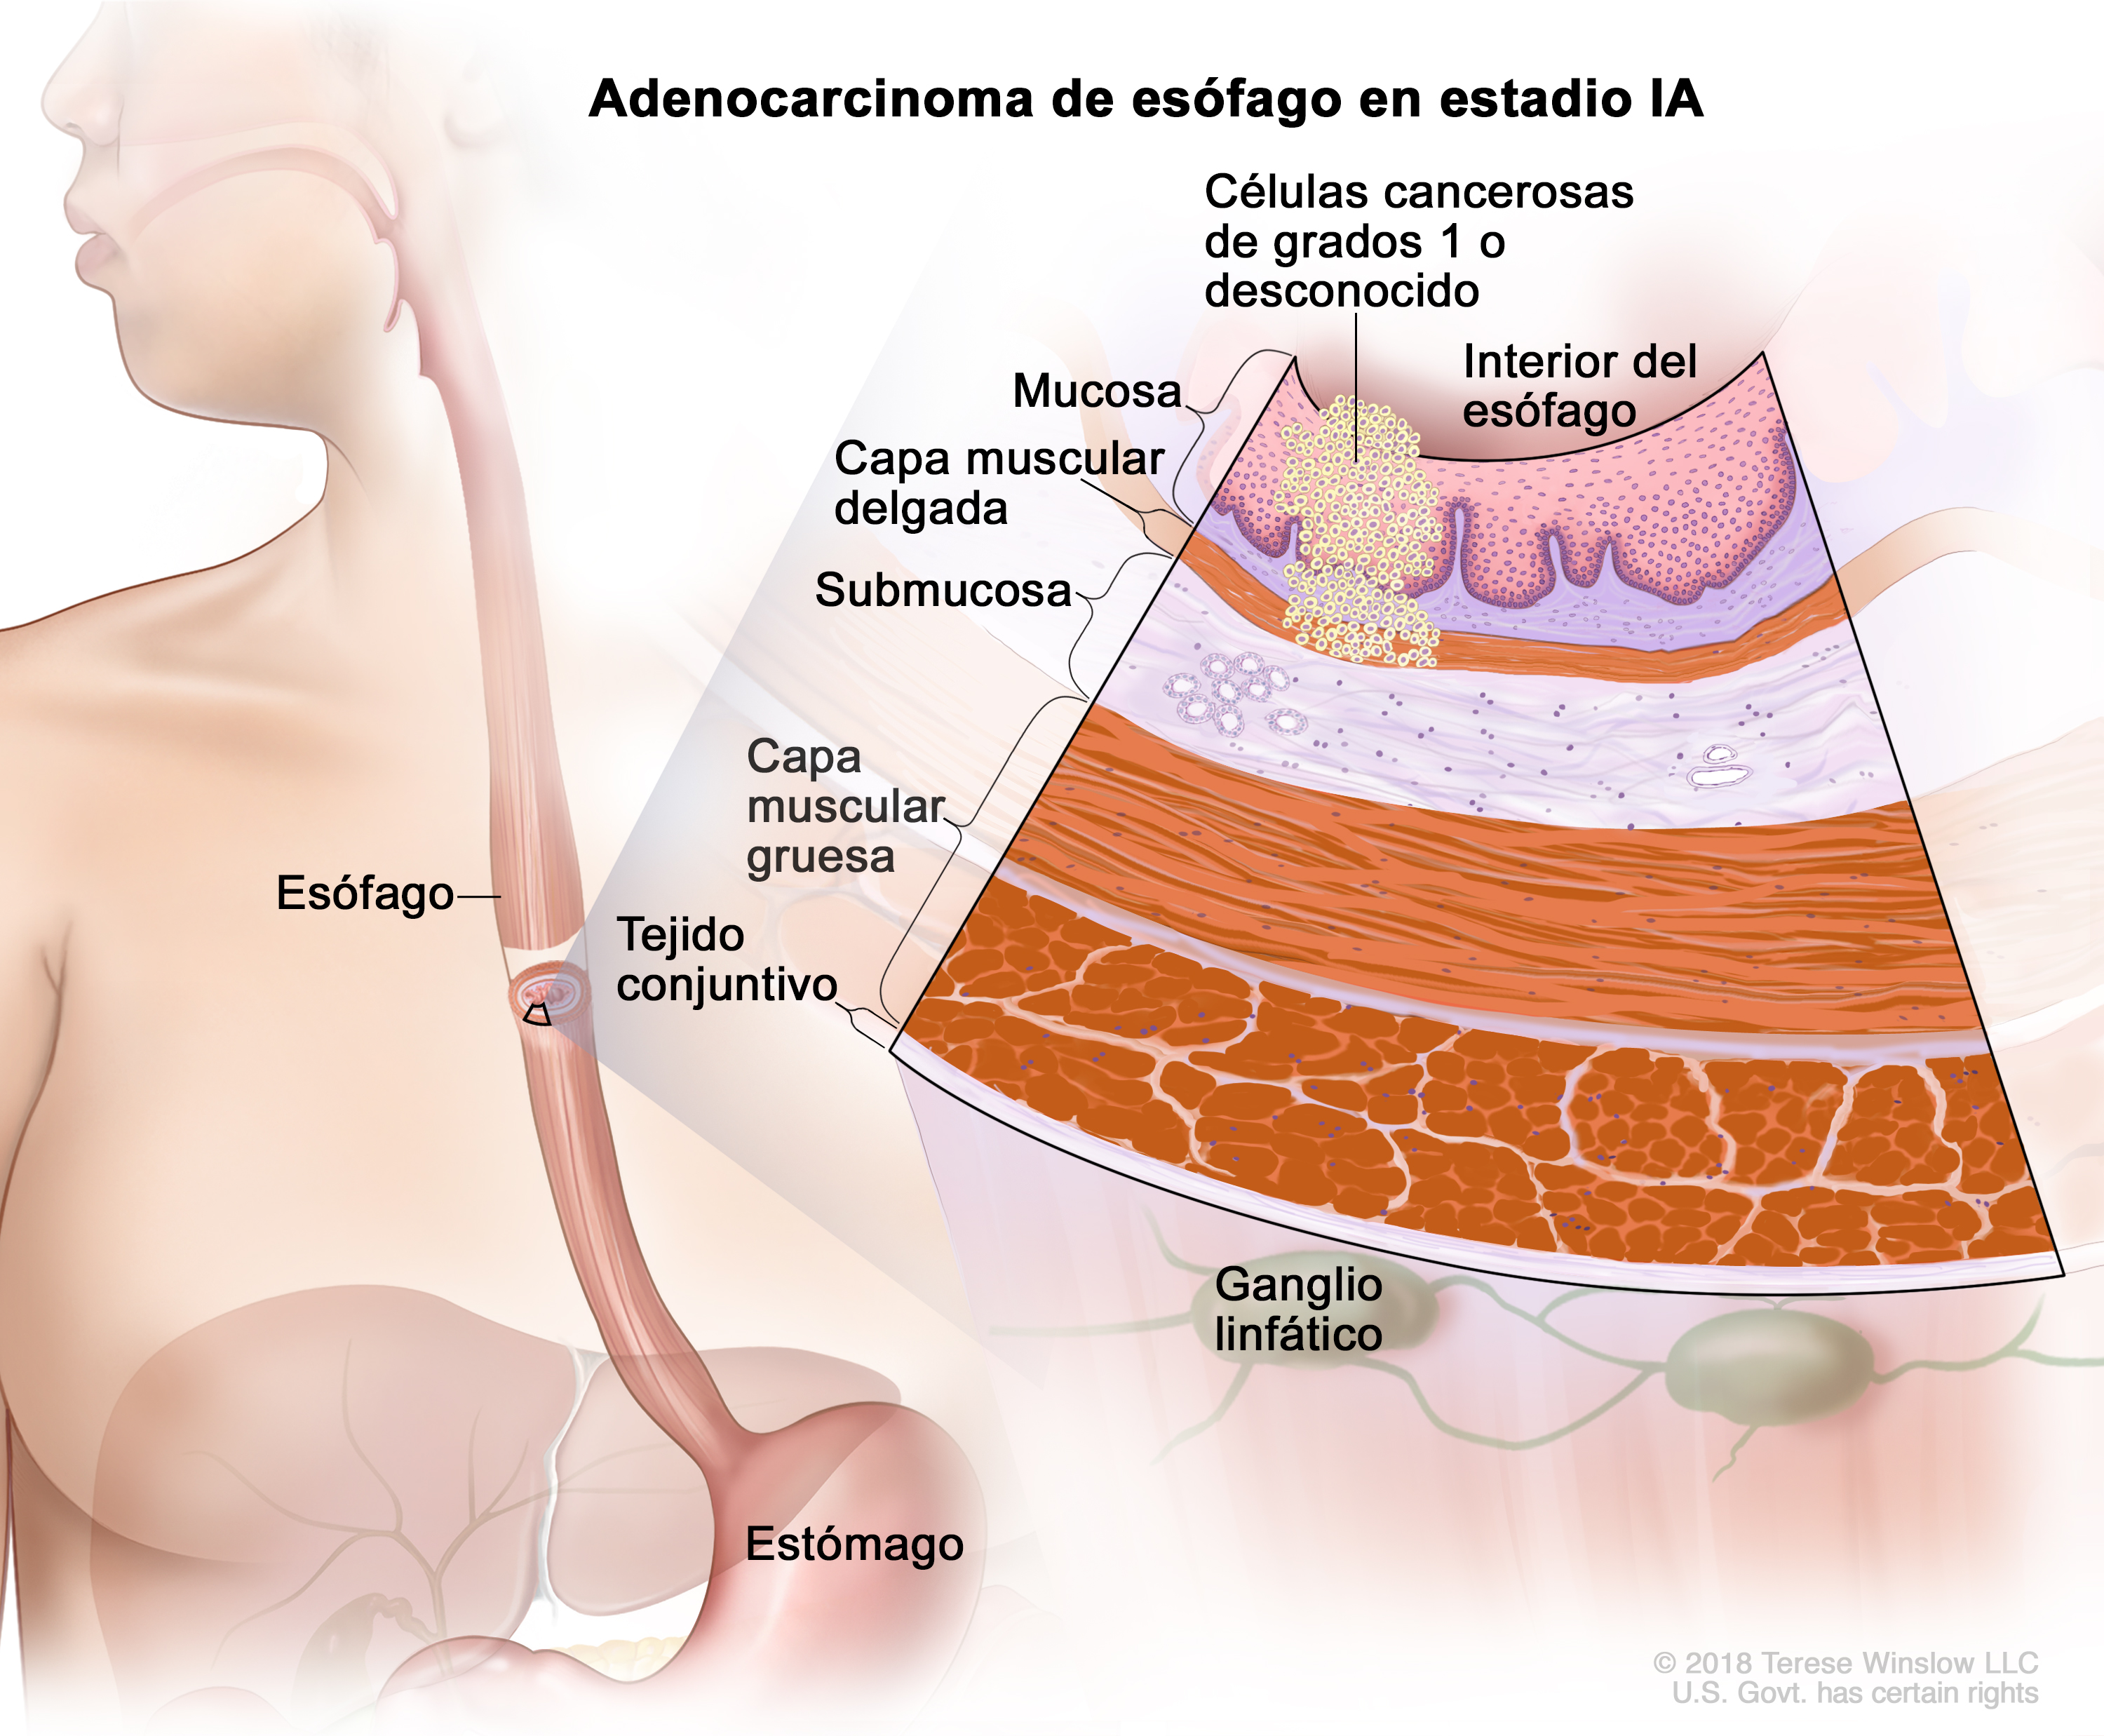 Adenocarcinoma de esófago en estadio IA
Células cancerosas
de grados 1 o
desconocido
Interior del
esófago
Mucosa
Capa muscular
delgada
Submucosa
Capa
muscular
gruesa
Esófago
Tejido
conjuntivo
Ganglio
linfático
Estómago
© 2018 Terese Winslow LLC
U.S. Govt. has certain rights